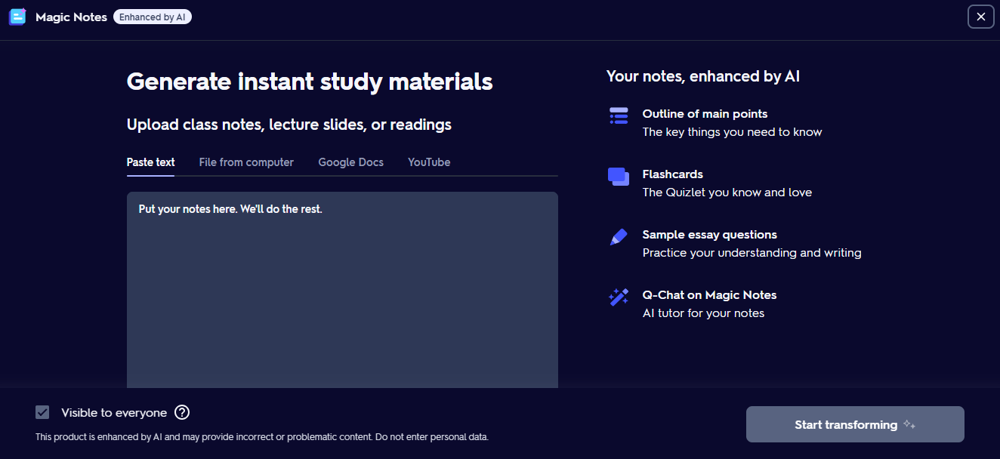 Magic Notes Enhanced by AI
Generate instant study materials
Upload class notes, lecture slides, or readings
Paste text File from computer Google Docs YouTube
Put your notes here. We'll do the rest.
Your notes, enhanced by AI
Outline of main points
The key things you need to know
Flashcards
The Quizlet you know and love
Sample essay questions
Practice your understanding and writing
Q-Chat on Magic Notes
AI tutor for your notes
Visible to everyone ?
This product is enhanced by AI and may provide incorrect or problematic content. Do not enter personal data.
Start transforming